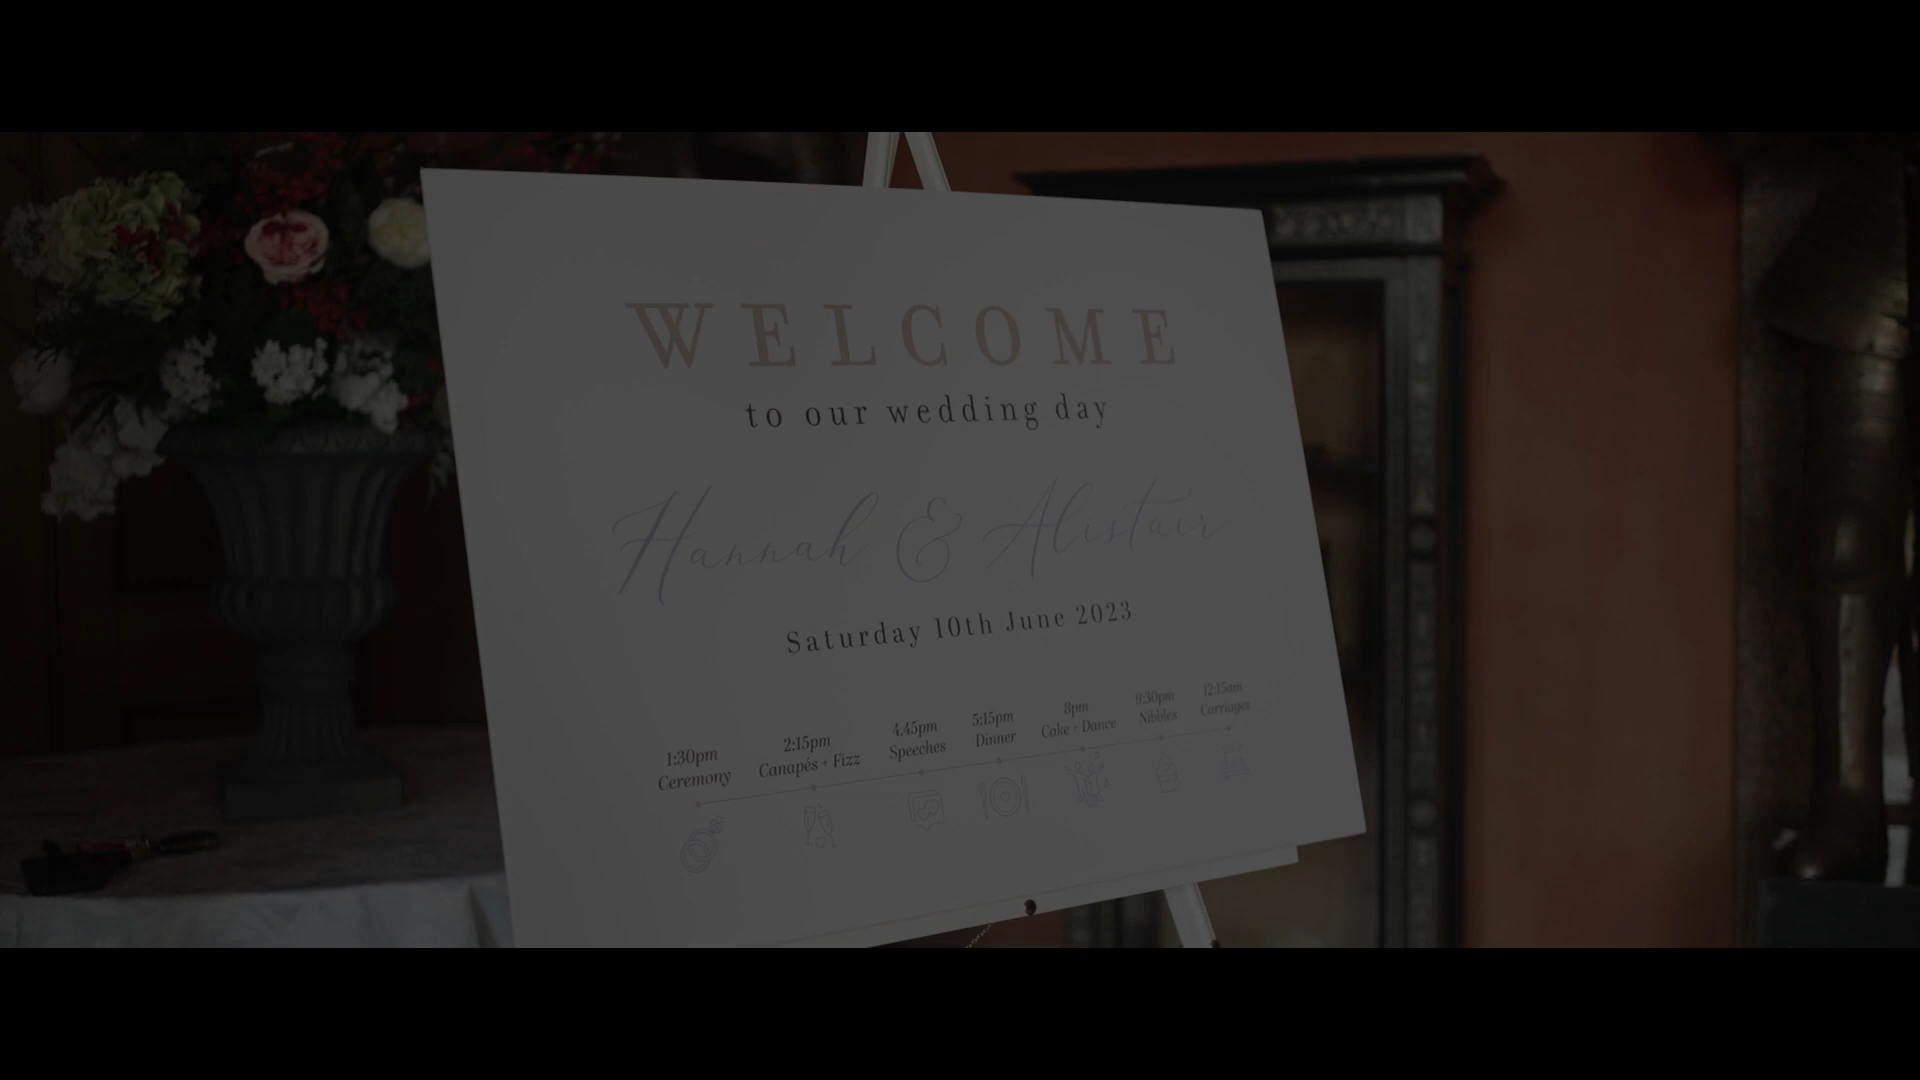 WELCOME
to our wedding day
Hannah & Alistair
Saturday 10th June 2023
1:30pm
Ceremony
2:15pm
Canapés + Fizz
4.45pm
Speeches
5:15pm
Dinner
8pm
Cake + Dance
9:30pm
Nibbles
12:15am
Carriages